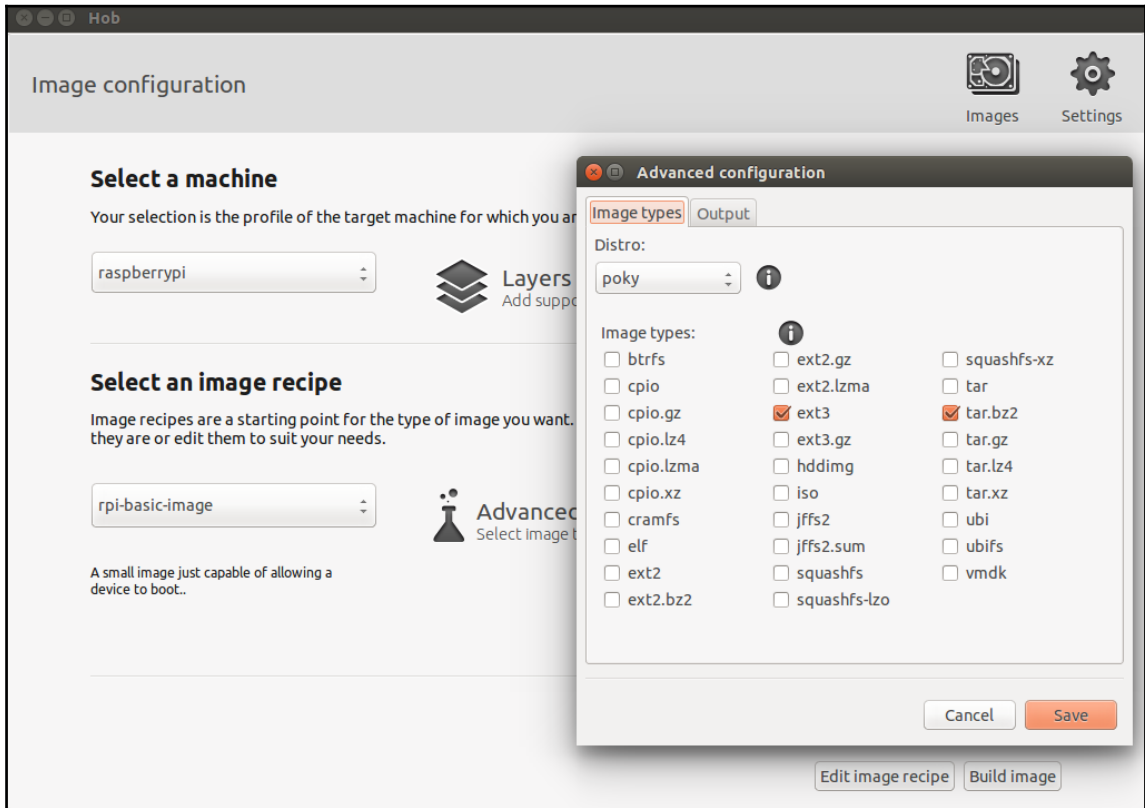 Hob
Image configuration
Images
Settings
Select a machine
Your selection is the profile of the target machine for which you ar
raspberrypi
Layers
Add suppo
Select an image recipe
Image recipes are a starting point for the type of image you want.
they are or edit them to suit your needs.
rpi-basic-image
Advanced
Select image t
A small image just capable of allowing a
device to boot..
Advanced configuration
Image types
Output
Distro:
poky
Image types:
btrfs
cpio
cpio.gz
cpio.lz4
cpio.lzma
cpio.xz
cramfs
elf
ext2
ext2.bz2
ext2.gz
ext2.lzma
ext3
ext3.gz
hddimg
iso
jffs2
jffs2.sum
squashfs
squashfs-lzo
squashfs-xz
tar
tar.bz2
tar.gz
tar.lz4
tar.xz
ubi
ubifs
vmdk
Cancel
Save
Edit image recipe
Build image